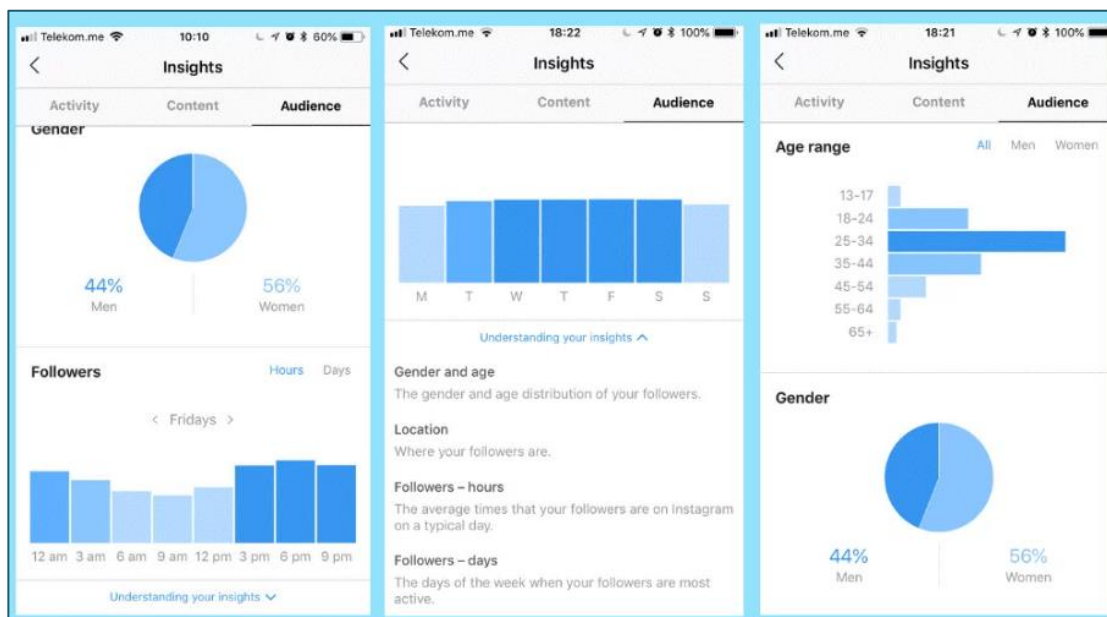 Telekom.me 10:10 60%
Insights
Activity Content Audience
Gender
44% 56%
Men Women
Followers Hours Days
< Fridays >
12 am 3 am 6 am 9 am 12 pm 3 pm 6 pm 9 pm
Understanding your insights
Telekom.me 18:22 100%
Insights
Activity Content Audience
M T W T F S S
Understanding your insights
Gender and age
The gender and age distribution of your followers.
Location
Where your followers are.
Followers – hours
The average times that your followers are on Instagram
on a typical day.
Followers – days
The days of the week when your followers are most
active.
Telekom.me 18:21 100%
Insights
Activity Content Audience
Age range All Men Women
13-17
18-24
25-34
35-44
45-54
55-64
65+
Gender
44% 56%
Men Women